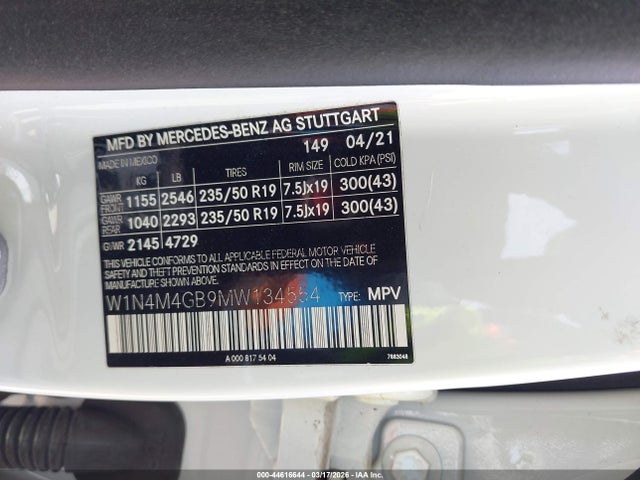 MFD BY MERCEDES-BENZ AG STUTTGART
MADE IN MEXICO 149 04/21
KG LB TIRES RIM SIZE COLD KPA (PSI)
GAWR FRONT 1155 2546 235/50 R19 7.5Jx19 300(43)
GAWR REAR 1040 2293 235/50 R19 7.5Jx19 300(43)
GVWR 2145 4729
THIS VEHICLE CONFORMS TO ALL APPLICABLE FEDERAL MOTOR VEHICLE
SAFETY AND THEFT PREVENTION STANDARDS IN EFFECT ON THE DATE OF
MANUFACTURE SHOWN ABOVE.
W1N4M4GB9MW134554 TYPE: MPV
A 000 817 54 04 7883048
000-44616644 - 03/17/2026 - IAA Inc.